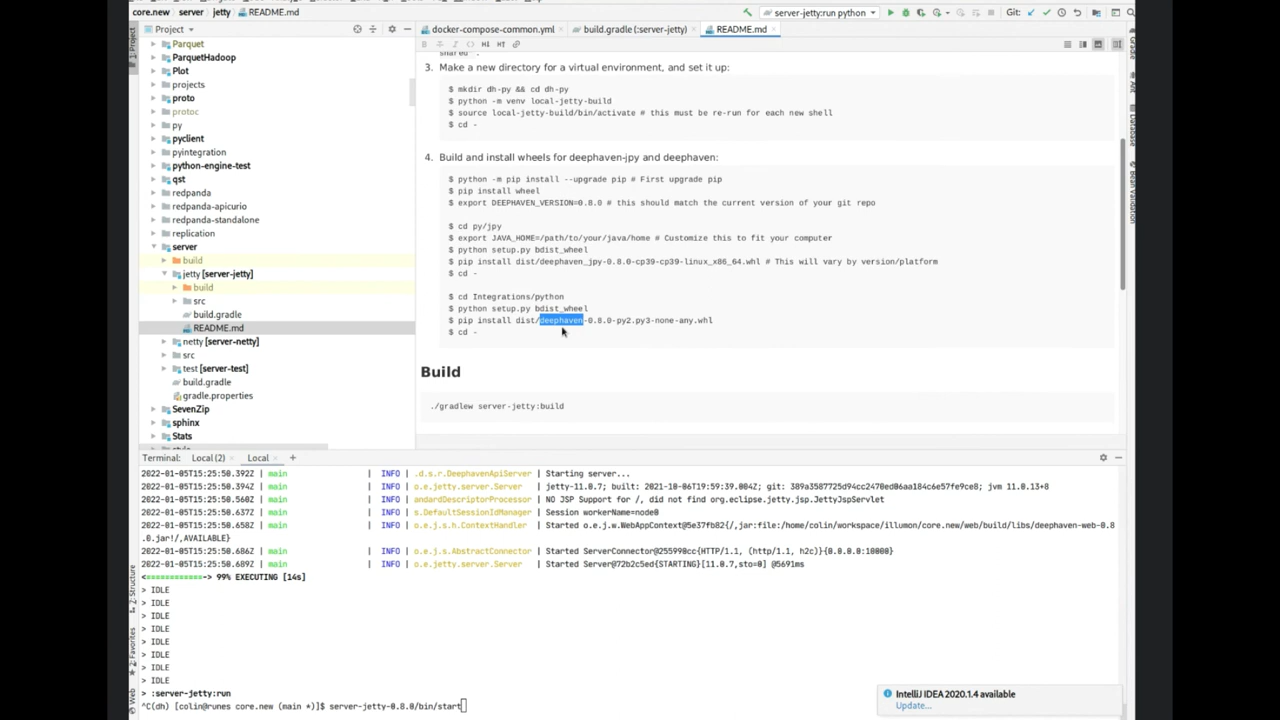 core.new server jetty README.md
server-jetty:run python
Git:
Project
docker-compose-common.yml
build.gradle (:server-jetty)
README.md
Parquet
ParquetHadoop
Plot
projects
proto
protoc
py
pyclient
pyintegration
python-engine-test
qst
redpanda
redpanda-apicurio
redpanda-standalone
replication
server
build
jetty [server-jetty]
build
src
build.gradle
README.md
netty [server-netty]
src
test [server-test]
build.gradle
gradle.properties
SevenZip
sphinx
Stats
H1 H3
shared .
3. Make a new directory for a virtual environment, and set it up:
$ mkdir dh-py && cd dh-py
$ python -m venv local-jetty-build
$ source local-jetty-build/bin/activate # this must be re-run for each new shell
$ cd -
4. Build and install wheels for deephaven-jpy and deephaven:
$ python -m pip install --upgrade pip # First upgrade pip
$ pip install wheel
$ export DEEPHAVEN_VERSION=0.8.0 # this should match the current version of your git repo
$ cd py/jpy
$ export JAVA_HOME=/path/to/your/java/home # Customize this to fit your computer
$ python setup.py bdist_wheel
$ pip install dist/deephaven_jpy-0.8.0-cp39-cp39-linux_x86_64.whl # This will vary by version/platform
$ cd -
$ cd Integrations/python
$ python setup.py bdist_wheel
$ pip install dist/deephaven-0.8.0-py2.py3-none-any.whl
$ cd -
Build
./gradlew server-jetty:build
1: Project
Z: Structure
2: Favorites
Web
Gradle
Ant
Database
Bean Validation
Terminal: Local (2) Local
2022-01-05T15:25:50.392Z | main | INFO | .d.s.r.DeephavenApiServer | Starting server...
2022-01-05T15:25:50.394Z | main | INFO | o.e.jetty.server.Server | jetty-11.0.7; built: 2021-10-06T19:59:39.004Z; git: 389a3587725d94cc2470ed06aa184c6e57fe9ce8; jvm 11.0.13+8
2022-01-05T15:25:50.560Z | main | INFO | andardDescriptorProcessor | NO JSP Support for /, did not find org.eclipse.jetty.jsp.JettyJspServlet
2022-01-05T15:25:50.637Z | main | INFO | s.DefaultSessionIdManager | Session workerName=node0
2022-01-05T15:25:50.658Z | main | INFO | o.e.j.s.h.ContextHandler | Started o.e.j.w.WebAppContext@5e37fb82{/,jar:file:/home/colin/workspace/illumon/core.new/web/build/libs/deephaven-web-0.8
.0.jar!/,AVAILABLE}
2022-01-05T15:25:50.686Z | main | INFO | o.e.j.s.AbstractConnector | Started ServerConnector@255990cc{HTTP/1.1, (http/1.1, h2c)}{0.0.0.0:10000}
2022-01-05T15:25:50.689Z | main | INFO | o.e.jetty.server.Server | Started Server@72b2c5ed{STARTING}[11.0.7,sto=0] @5691ms
<============-> 99% EXECUTING [14s]
> IDLE
> IDLE
> IDLE
> IDLE
> IDLE
> IDLE
> IDLE
> IDLE
> :server-jetty:run
^C(dh) [colin@runes core.new (main *)]$ server-jetty-0.8.0/bin/start
IntelliJ IDEA 2020.1.4 available
Update...